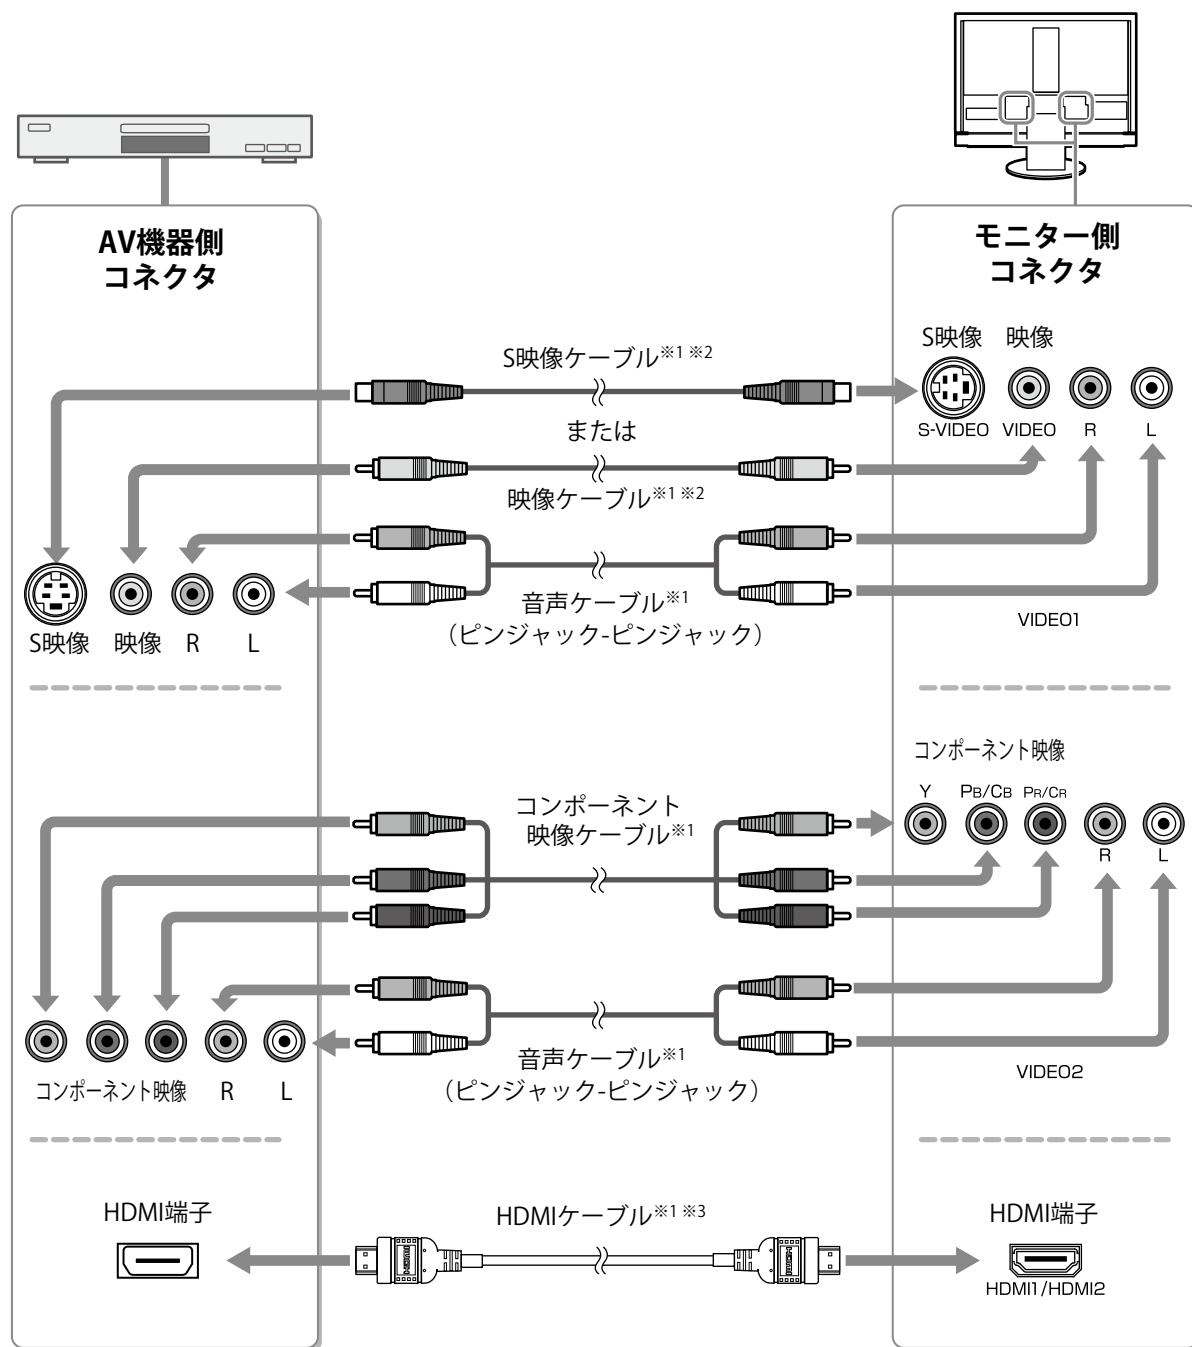 AV機器側
コネクタ
モニター側
コネクタ
S映像ケーブル※1 ※2
または
映像ケーブル※1 ※2
音声ケーブル※1
（ピンジャック-ピンジャック）
S映像 映像
S-VIDEO VIDEO R L
VIDEO1
S映像 映像 R L
コンポーネント
映像ケーブル※1
コンポーネント映像
Y PB/CB PR/CR
R L
音声ケーブル※1
（ピンジャック-ピンジャック）
VIDEO2
コンポーネント映像 R L
HDMI端子
HDMIケーブル※1 ※3
HDMI端子
HDMI1/HDMI2
HDMI
HDMI